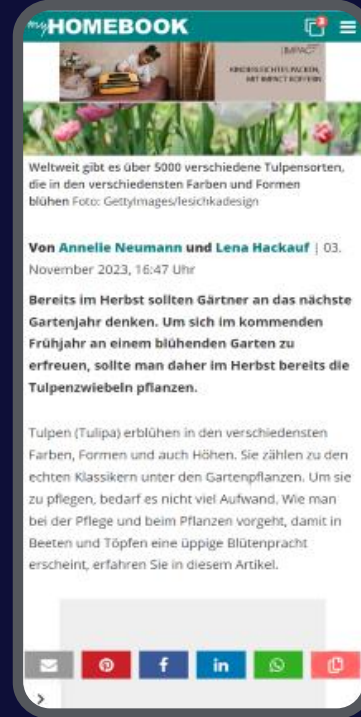 myHOMEBOOK
3
IMPACT
KINDERLEICHTES PACKEN,
MIT IMPACT KOFFERN
Weltweit gibt es über 5000 verschiedene Tulpensorten,
die in den verschiedensten Farben und Formen
blühen Foto: GettyImages/lesichkadesign
Von Annelie Neumann und Lena Hackauf | 03.
November 2023, 16:47 Uhr
Bereits im Herbst sollten Gärtner an das nächste
Gartenjahr denken. Um sich im kommenden
Frühjahr an einem blühenden Garten zu
erfreuen, sollte man daher im Herbst bereits die
Tulpenzwiebeln pflanzen.
Tulpen (Tulipa) erblühen in den verschiedensten
Farben, Formen und auch Höhen. Sie zählen zu den
echten Klassikern unter den Gartenpflanzen. Um sie
zu pflegen, bedarf es nicht viel Aufwand. Wie man
bei der Pflege und beim Pflanzen vorgeht, damit in
Beeten und Töpfen eine üppige Blütenpracht
erscheint, erfahren Sie in diesem Artikel.